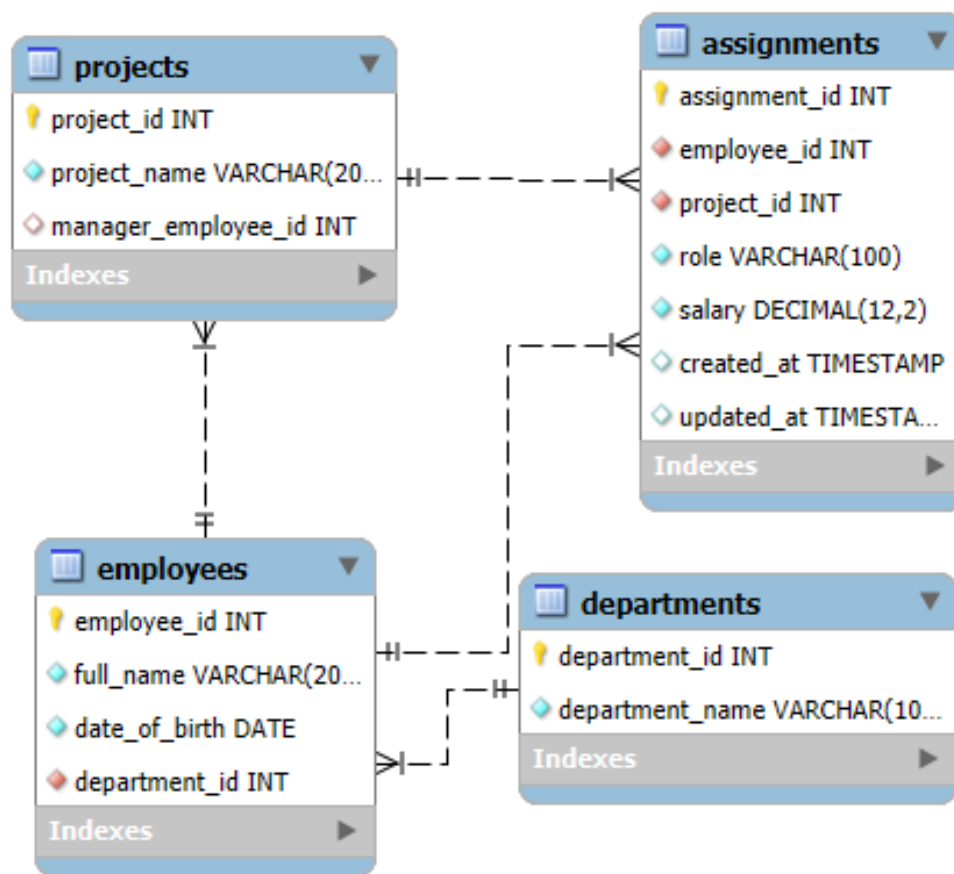 projects
project_id INT
project_name VARCHAR(20...
manager_employee_id INT
Indexes
assignments
assignment_id INT
employee_id INT
project_id INT
role VARCHAR(100)
salary DECIMAL(12,2)
created_at TIMESTAMP
updated_at TIMESTA...
Indexes
employees
employee_id INT
full_name VARCHAR(20...
date_of_birth DATE
department_id INT
Indexes
departments
department_id INT
department_name VARCHAR(10...
Indexes